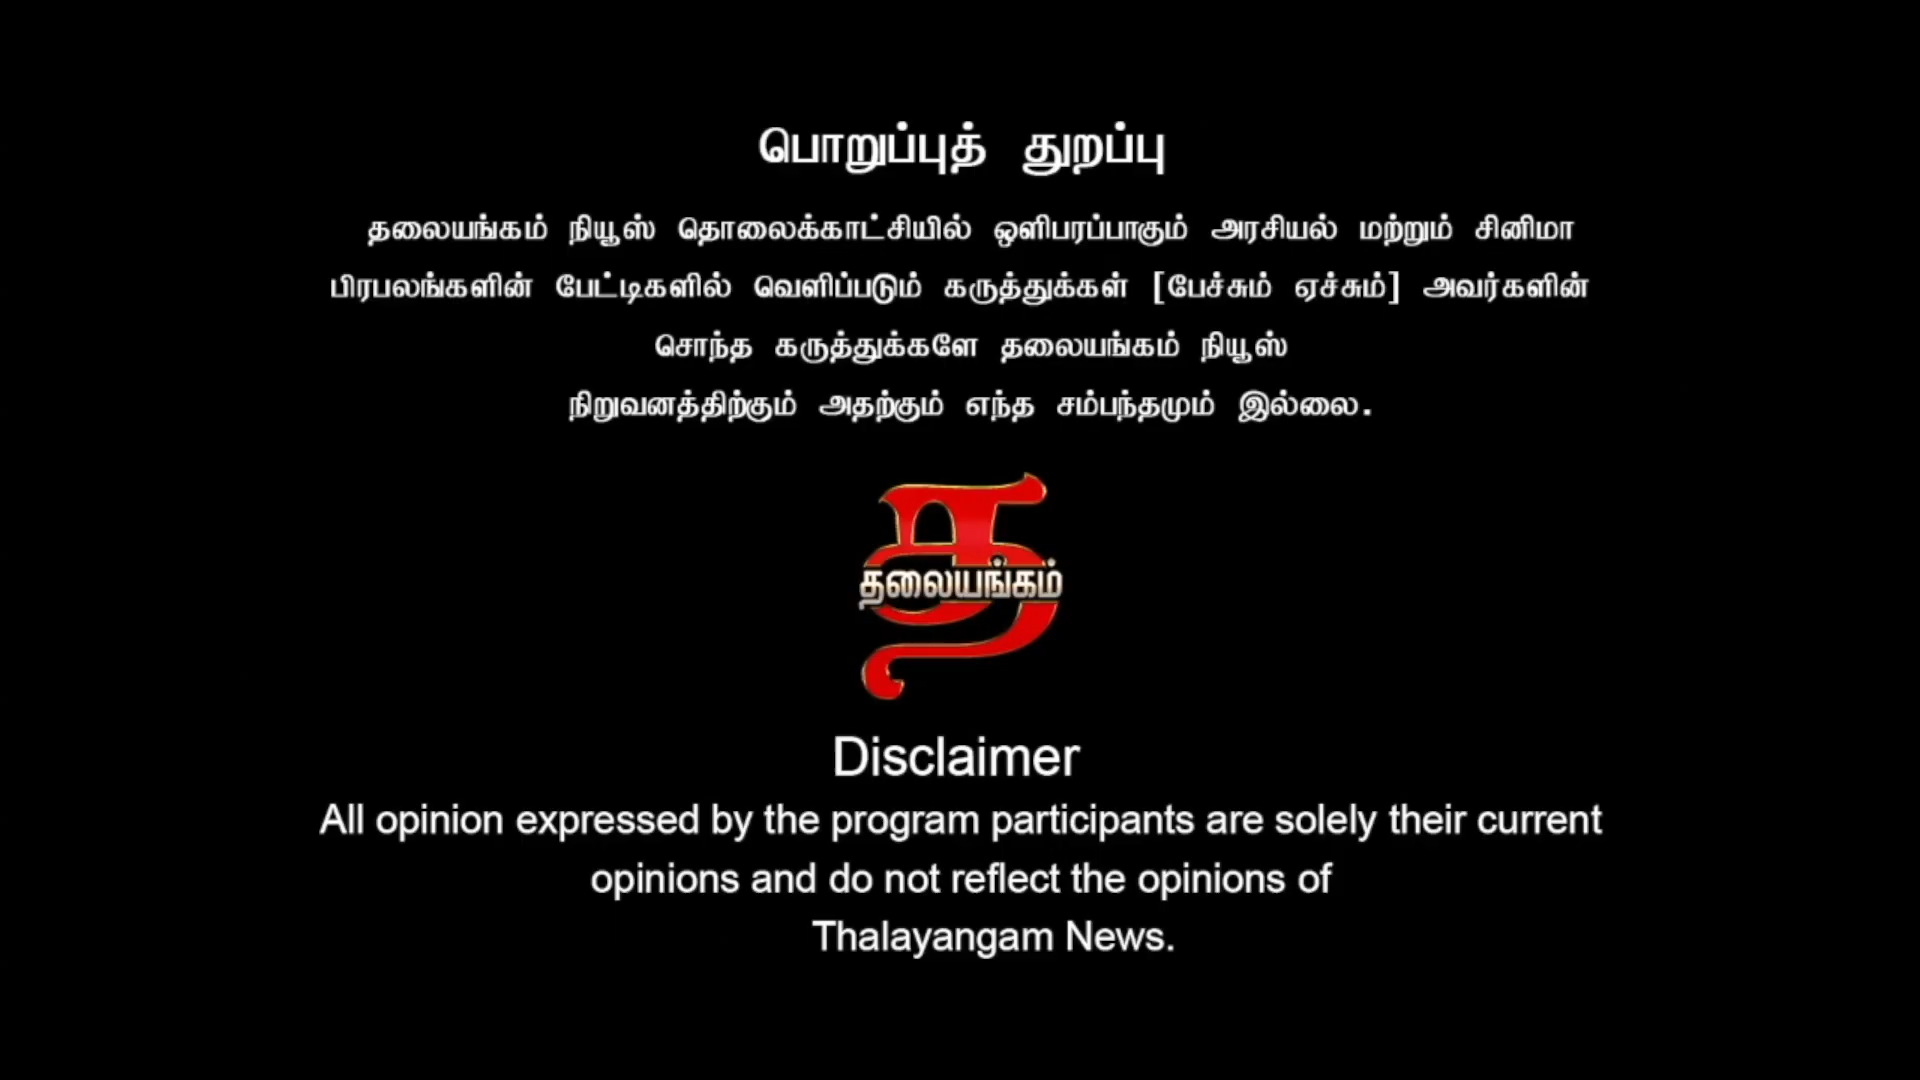 பொறுப்புத் துறப்பு
தலையங்கம் நியூஸ் தொலைக்காட்சியில் ஒளிபரப்பாகும் அரசியல் மற்றும் சினிமா
பிரபலங்களின் பேட்டிகளில் வெளிப்படும் கருத்துக்கள் [பேச்சும் ஏச்சும்] அவர்களின்
சொந்த கருத்துக்களே தலையங்கம் நியூஸ்
நிறுவனத்திற்கும் அதற்கும் எந்த சம்பந்தமும் இல்லை.
த
தலையங்கம்
Disclaimer
All opinion expressed by the program participants are solely their current
opinions and do not reflect the opinions of
Thalayangam News.